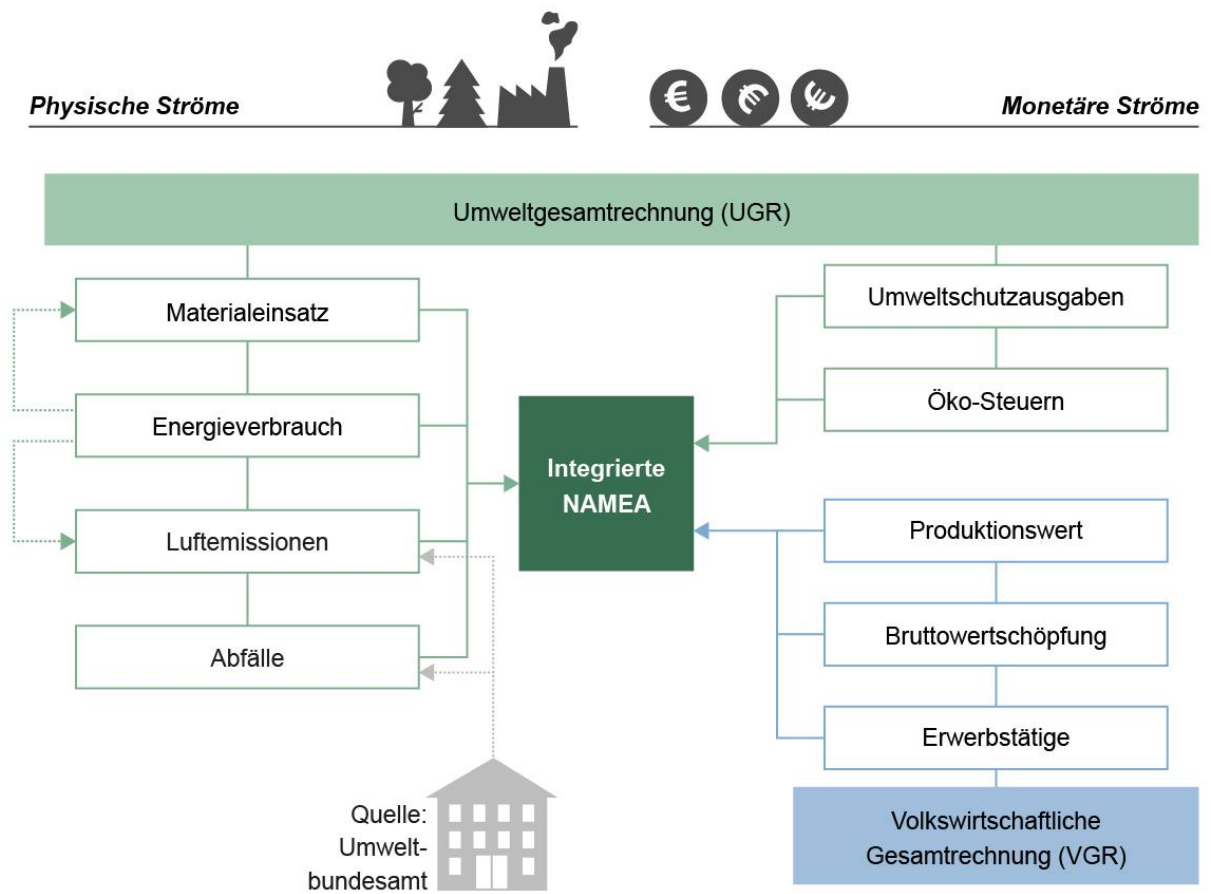 Physische Ströme
€ € €
Monetäre Ströme
Umweltgesamtrechnung (UGR)
Materialeinsatz
Energieverbrauch
Luftemissionen
Abfälle
Integrierte
NAMEA
Umweltschutzausgaben
Öko-Steuern
Produktionswert
Bruttowertschöpfung
Erwerbstätige
Volkswirtschaftliche
Gesamtrechnung (VGR)
Quelle:
Umwelt-
bundesamt